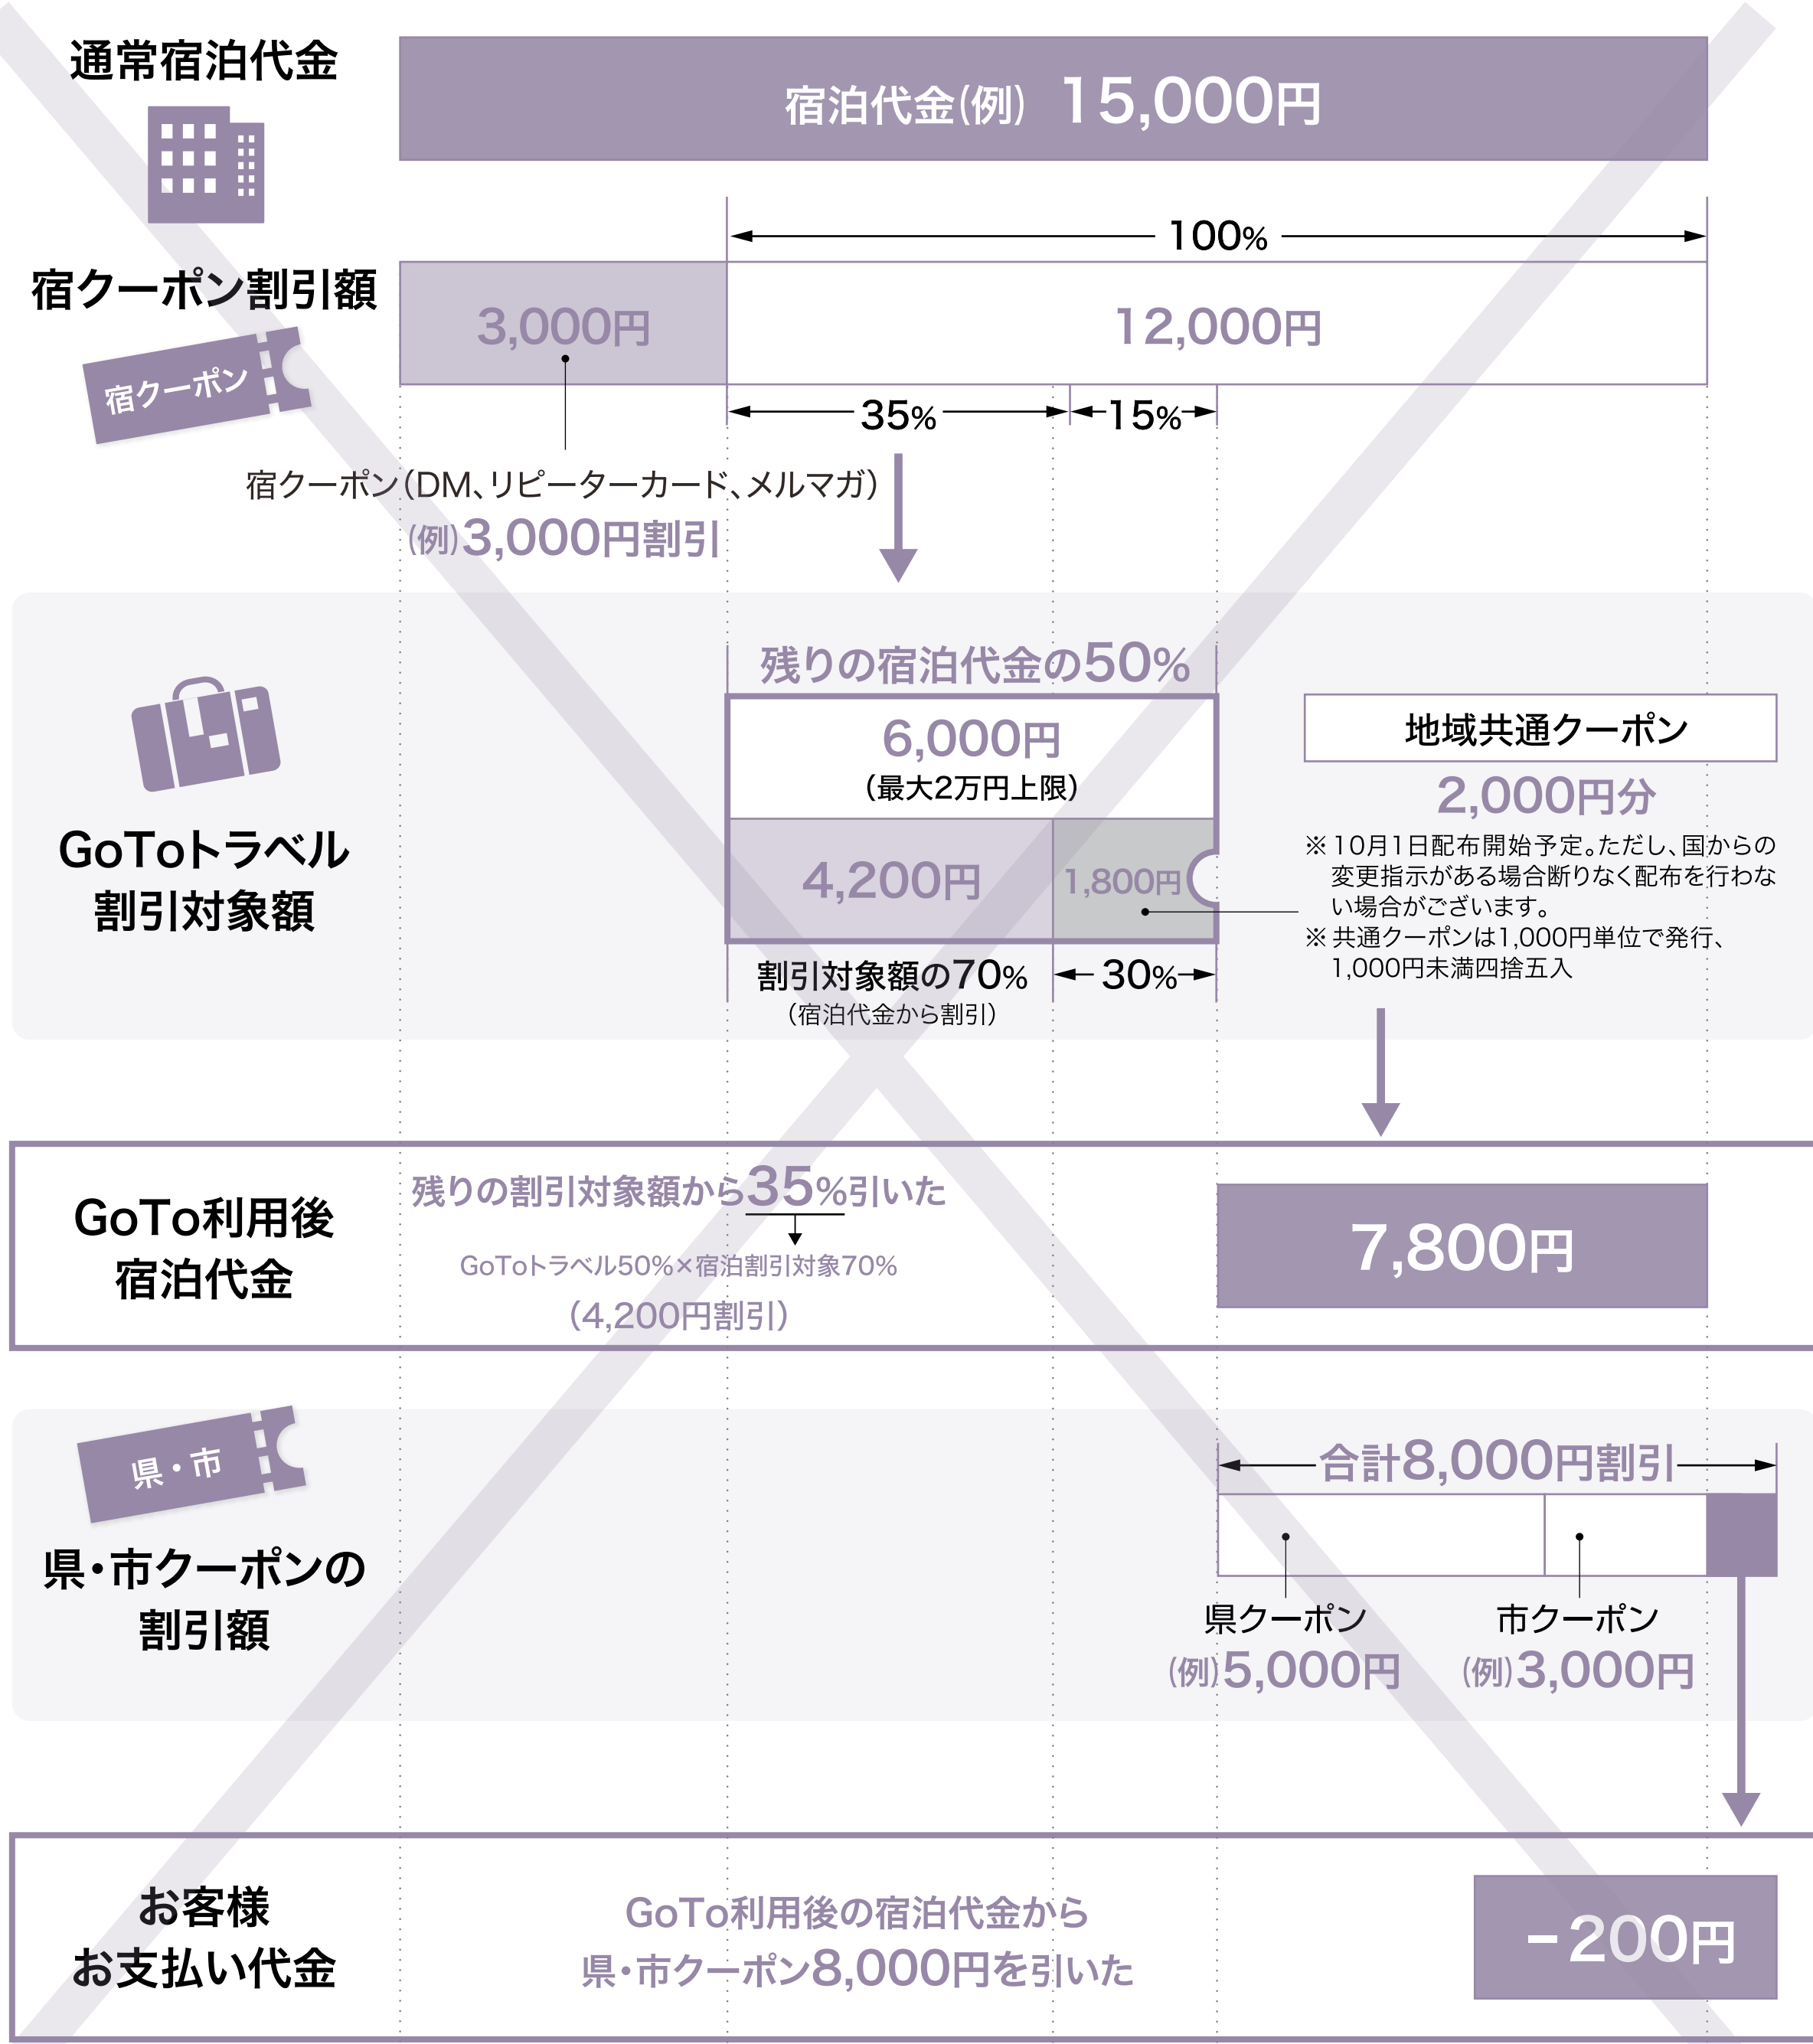 通常宿泊代金
宿泊代金(例) 15,000円
100%
宿クーポン割引額
3,000円
12,000円
宿クーポン
35%
15%
宿クーポン(DM、リピーターカード、メルマガ)
(例)3,000円割引
残りの宿泊代金の50%
6,000円
(最大2万円上限)
4,200円
1,800円
割引対象額の70%
30%
(宿泊代金から割引)
GoToトラベル
割引対象額
地域共通クーポン
2,000円分
※10月1日配布開始予定。ただし、国からの
変更指示がある場合断りなく配布を行わな
い場合がございます。
※共通クーポンは1,000円単位で発行、
1,000円未満四捨五入
GoTo利用後
宿泊代金
残りの割引対象額から35%引いた
GoToトラベル50%×宿泊割引対象70%
(4,200円割引)
7,800円
県・市
県・市クーポンの
割引額
合計8,000円割引
県クーポン
(例)5,000円
市クーポン
(例)3,000円
お客様
お支払い代金
GoTo利用後の宿泊代金から
県・市クーポン8,000円を引いた
−200円